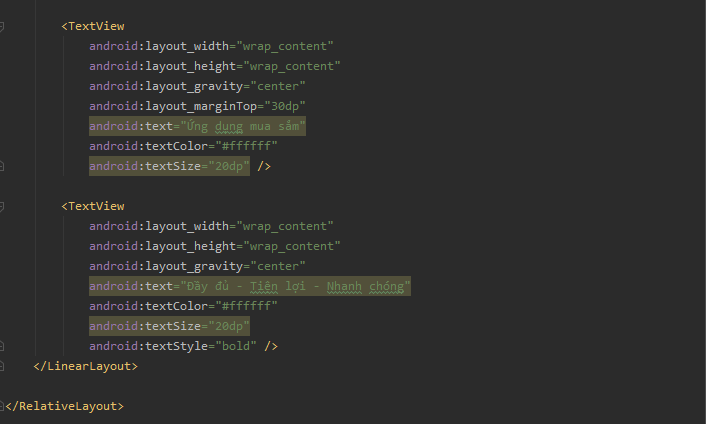 <TextView
android:layout_width="wrap_content"
android:layout_height="wrap_content"
android:layout_gravity="center"
android:layout_marginTop="30dp"
android:text="Ứng dụng mua sắm"
android:textColor="#ffffff"
android:textSize="20dp" />
<TextView
android:layout_width="wrap_content"
android:layout_height="wrap_content"
android:layout_gravity="center"
android:text="Đầy đủ - Tiện lợi - Nhanh chóng"
android:textColor="#ffffff"
android:textSize="20dp"
android:textStyle="bold" />
</LinearLayout>
</RelativeLayout>